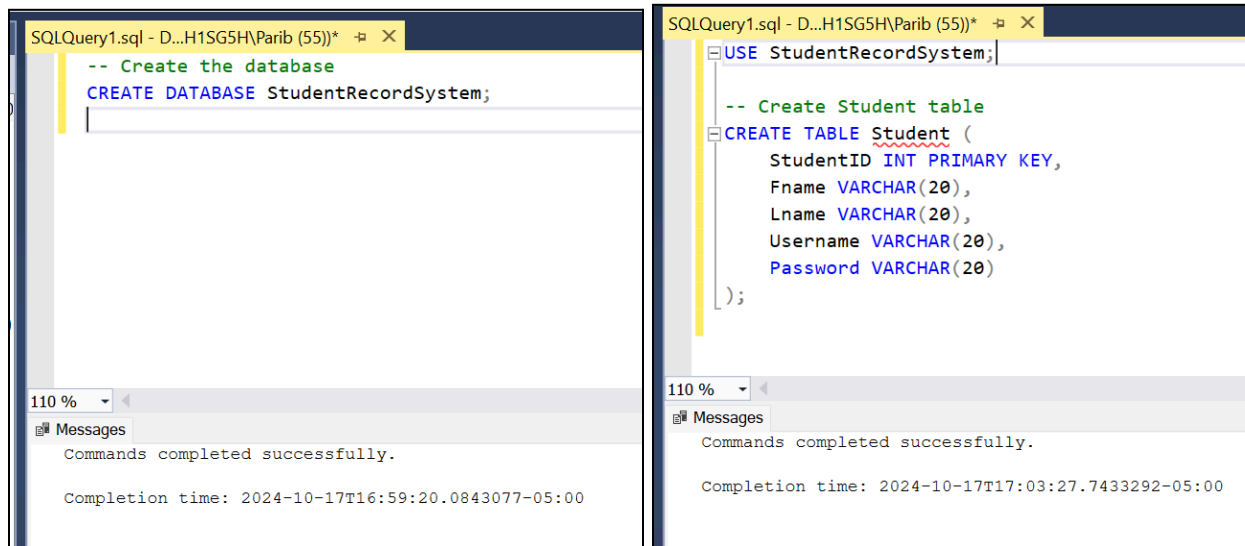 SQLQuery1.sql - D...H1SG5H\Parib (55))*
-- Create the database
CREATE DATABASE StudentRecordSystem;
110 %
Messages
Commands completed successfully.
Completion time: 2024-10-17T16:59:20.0843077-05:00
SQLQuery1.sql - D...H1SG5H\Parib (55))*
USE StudentRecordSystem;
-- Create Student table
CREATE TABLE Student (
StudentID INT PRIMARY KEY,
Fname VARCHAR(20),
Lname VARCHAR(20),
Username VARCHAR(20),
Password VARCHAR(20)
);
110 %
Messages
Commands completed successfully.
Completion time: 2024-10-17T17:03:27.7433292-05:00